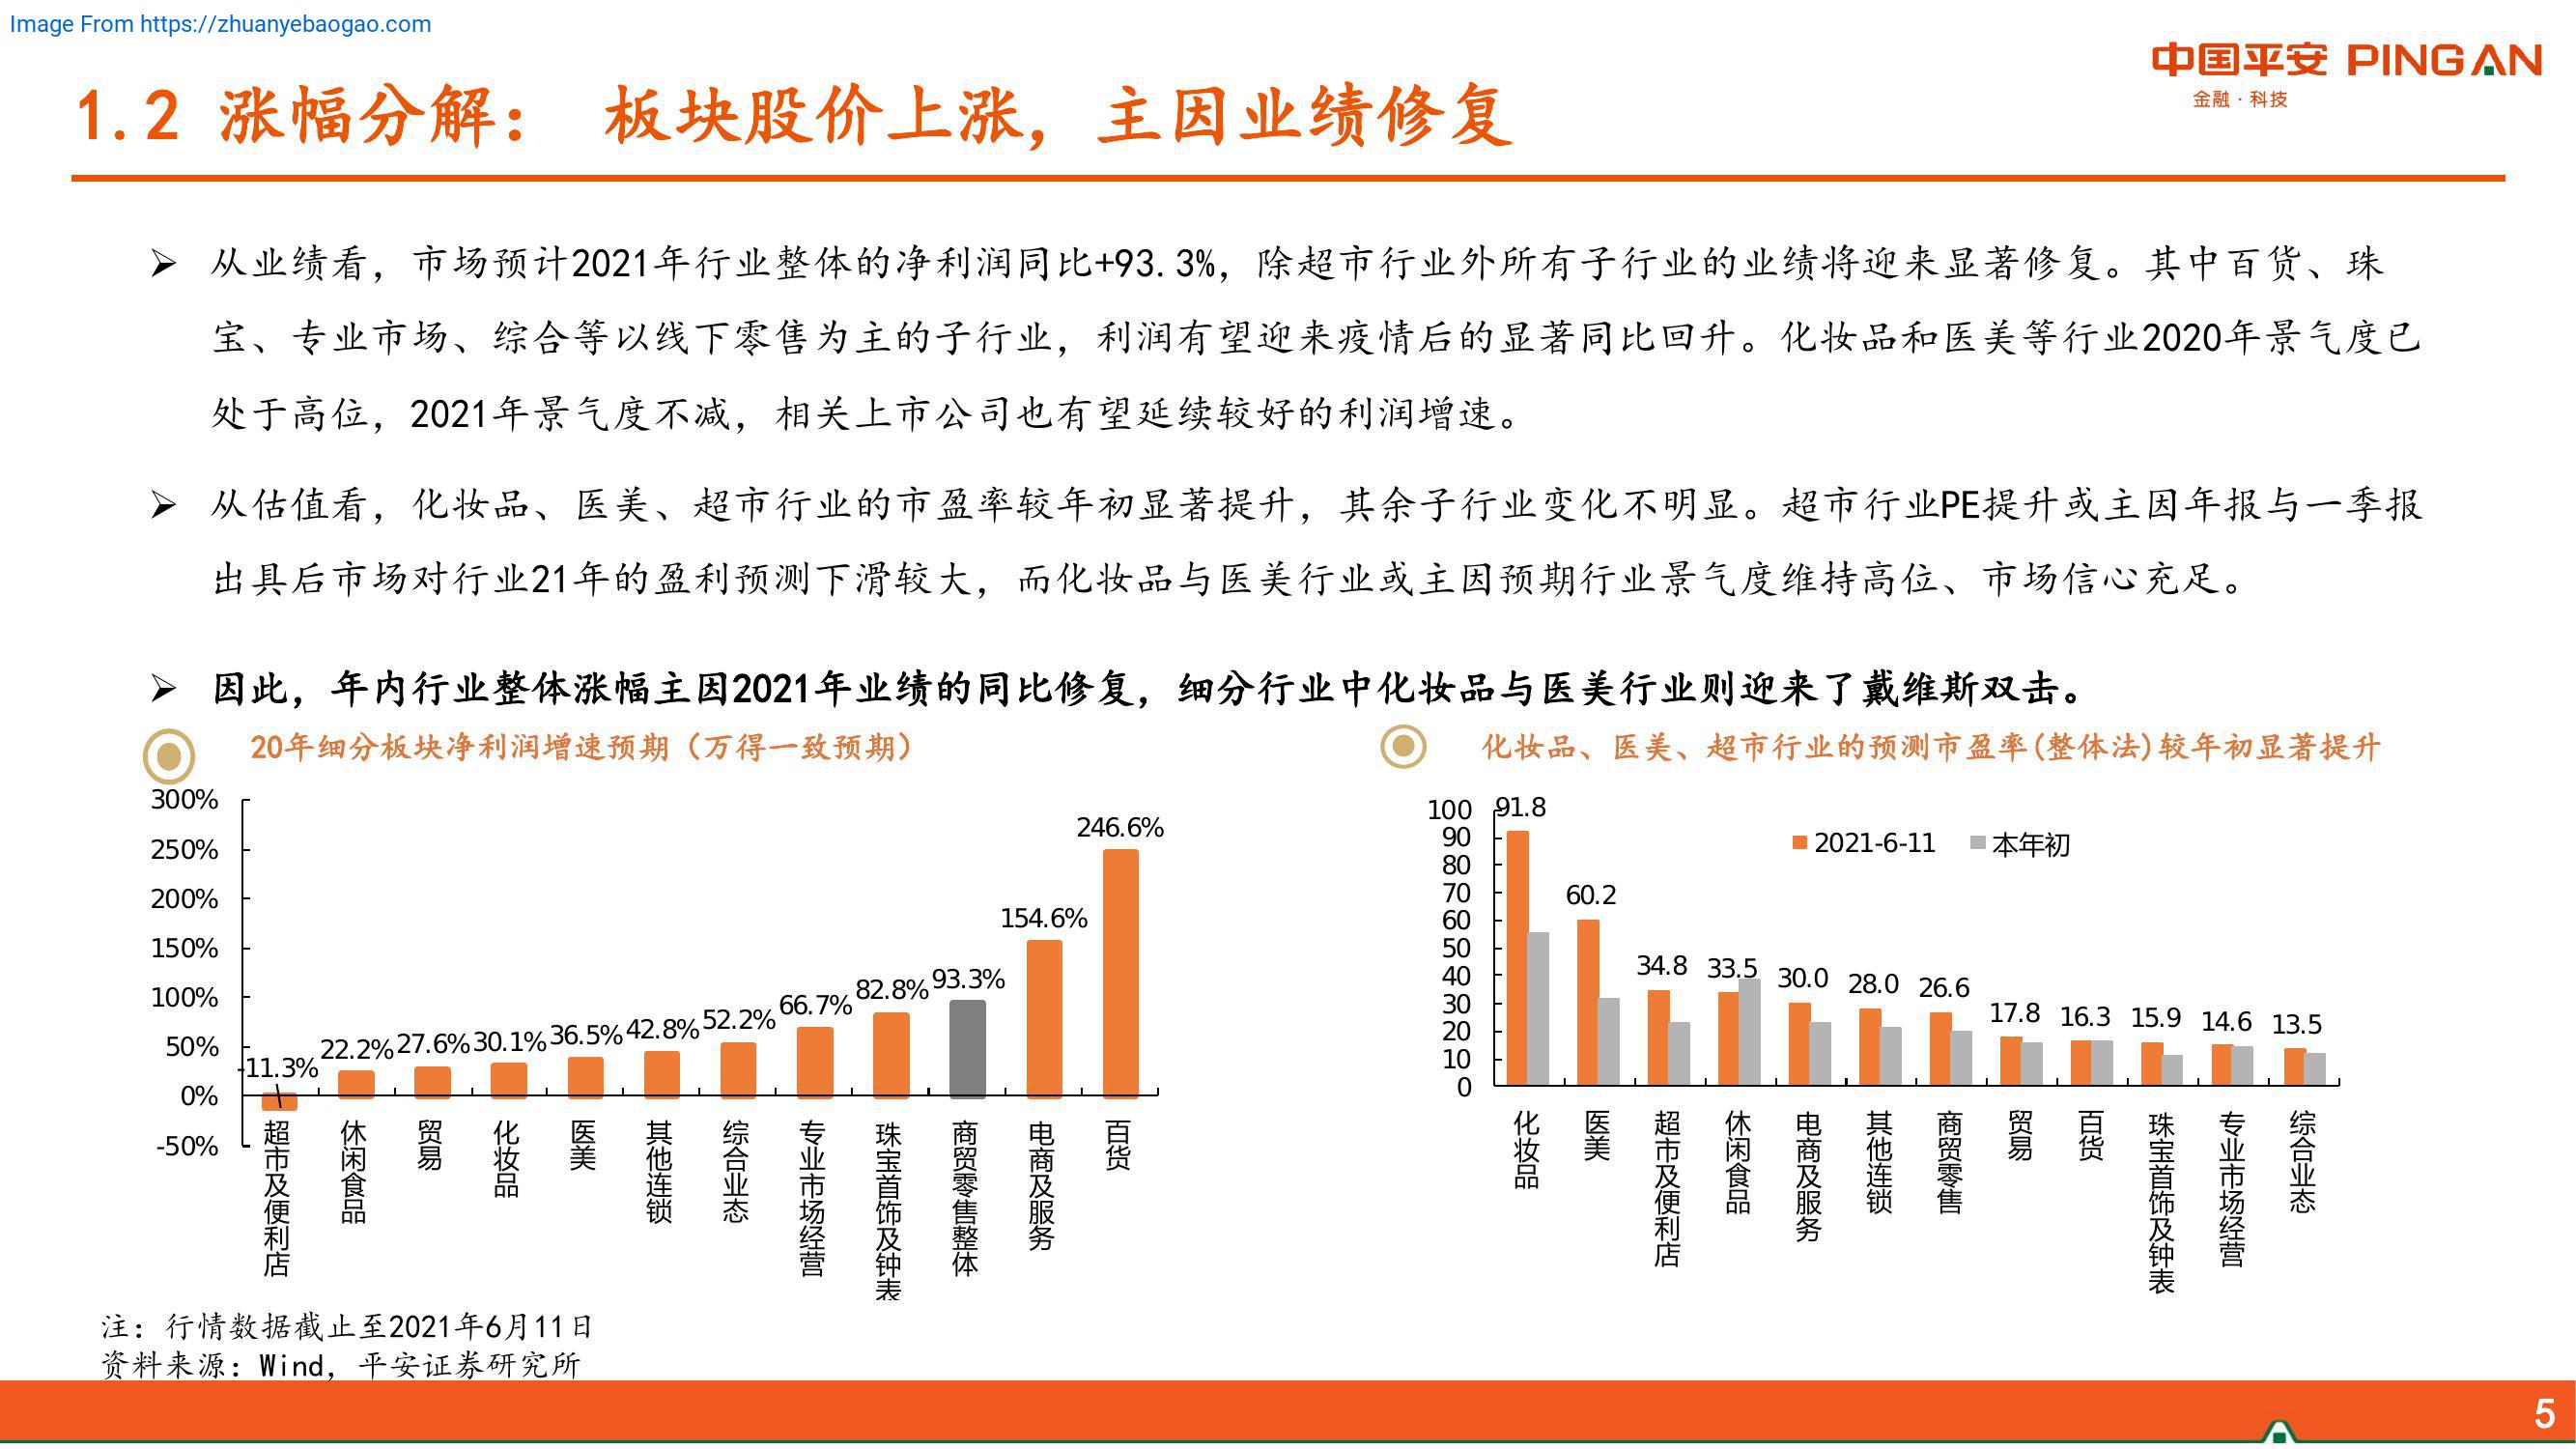 Image From https://zhuanyebaogao.com
中国平安 PINGAN
金融·科技
1.2 涨幅分解： 板块股价上涨，主因业绩修复
➢ 从业绩看，市场预计2021年行业整体的净利润同比+93.3%，除超市行业外所有子行业的业绩将迎来显著修复。其中百货、珠
宝、专业市场、综合等以线下零售为主的子行业，利润有望迎来疫情后的显著同比回升。化妆品和医美等行业2020年景气度已
处于高位，2021年景气度不减，相关上市公司也有望延续较好的利润增速。
➢ 从估值看，化妆品、医美、超市行业的市盈率较年初显著提升，其余子行业变化不明显。超市行业PE提升或主因年报与一季报
出具后市场对行业21年的盈利预测下滑较大，而化妆品与医美行业或主因预期行业景气度维持高位、市场信心充足。
➢ 因此，年内行业整体涨幅主因2021年业绩的同比修复，细分行业中化妆品与医美行业则迎来了戴维斯双击。
20年细分板块净利润增速预期（万得一致预期）
300%
250%
200%
150%
100%
50%
0%
-50%
-11.3%
22.2%
27.6%
30.1%
36.5%
42.8%
52.2%
66.7%
82.8%
93.3%
154.6%
246.6%
超市及便利店
休闲食品
贸易
化妆品
医美
其他连锁
综合业态
专业市场经营
珠宝首饰及钟表
商贸零售整体
电商及服务
百货
化妆品、医美、超市行业的预测市盈率(整体法)较年初显著提升
100
90
80
70
60
50
40
30
20
10
0
2021-6-11
本年初
91.8
60.2
34.8
33.5
30.0
28.0
26.6
17.8
16.3
15.9
14.6
13.5
化妆品
医美
超市及便利店
休闲食品
电商及服务
其他连锁
商贸零售
贸易
百货
珠宝首饰及钟表
专业市场经营
综合业态
注：行情数据截止至2021年6月11日
资料来源：Wind，平安证券研究所
5